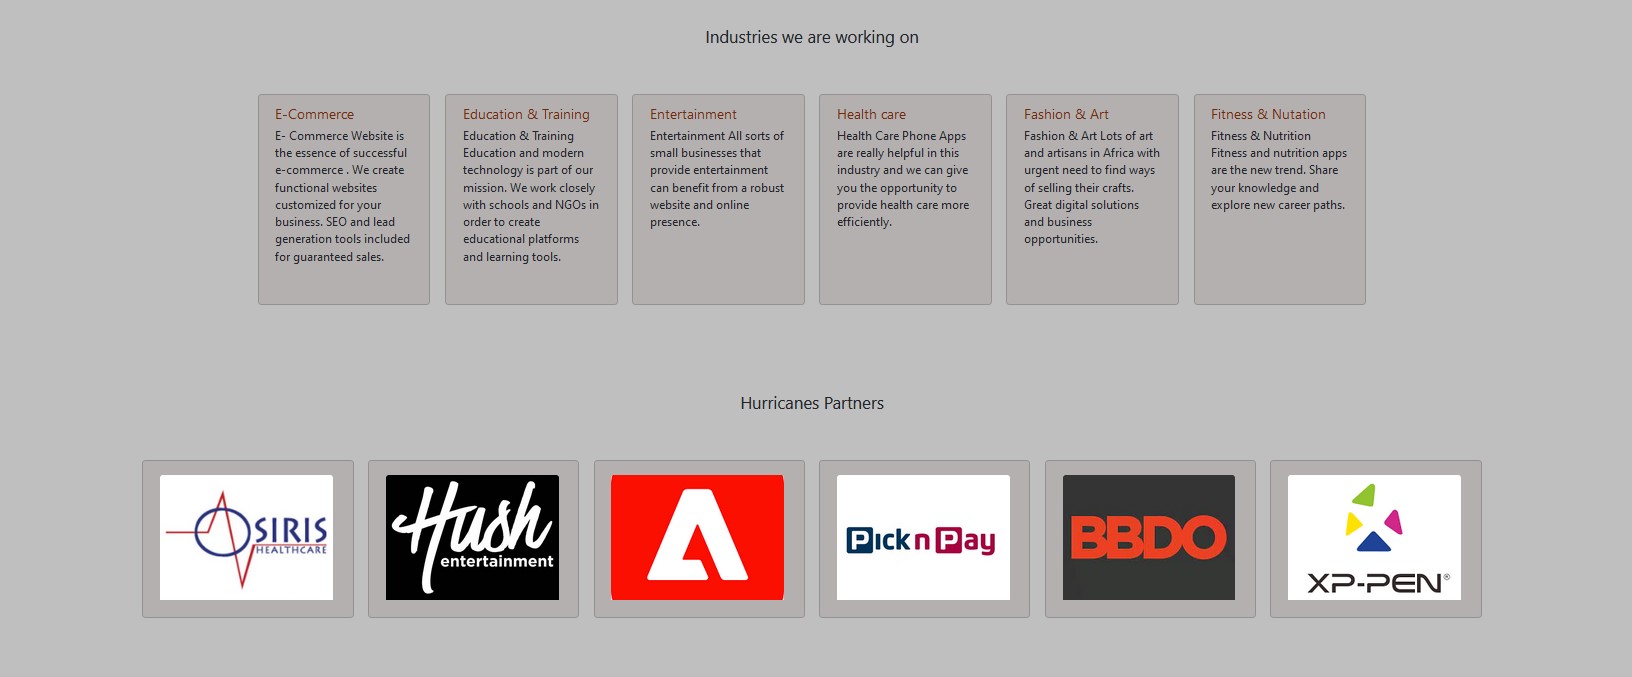 Industries we are working on
E-Commerce
E- Commerce Website is
the essence of successful
e-commerce . We create
functional websites
customized for your
business. SEO and lead
generation tools included
for guaranteed sales.
Education & Training
Education & Training
Education and modern
technology is part of our
mission. We work closely
with schools and NGOs in
order to create
educational platforms
and learning tools.
Entertainment
Entertainment All sorts of
small businesses that
provide entertainment
can benefit from a robust
website and online
presence.
Health care
Health Care Phone Apps
are really helpful in this
industry and we can give
you the opportunity to
provide health care more
efficiently.
Fashion & Art
Fashion & Art Lots of art
and artisans in Africa with
urgent need to find ways
of selling their crafts.
Great digital solutions
and business
opportunities.
Fitness & Nutation
Fitness & Nutrition
Fitness and nutrition apps
are the new trend. Share
your knowledge and
explore new career paths.
Hurricanes Partners
OSIRIS
HEALTHCARE
Hush
entertainment
Pick n Pay
BBDO
XP-PEN®